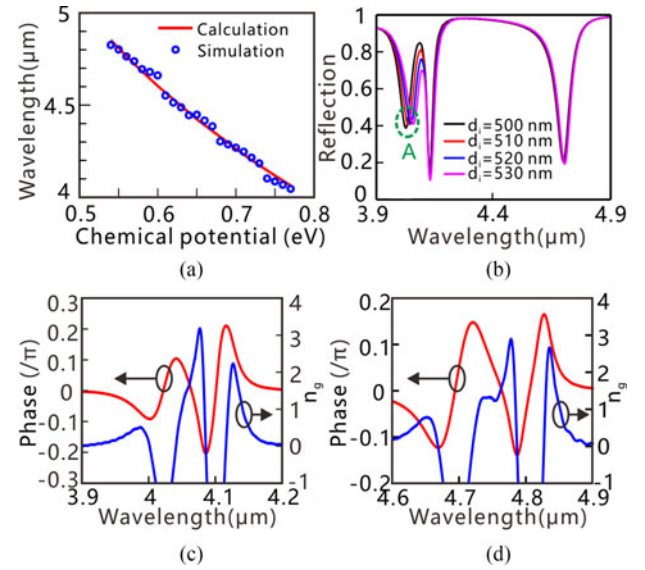 (a)
5
4.5
4
Wavelength(μm)
Calculation
Simulation
0.5 0.6 0.7 0.8
Chemical potential (eV)
(a)
(b)
1
0.8
0.6
0.4
0.2
0
Reflection
A
di=500 nm
di=510 nm
di=520 nm
di=530 nm
3.9 4.4 4.9
Wavelength(μm)
(b)
(c)
0.3
0.2
0.1
0
-0.1
-0.2
-0.3
Phase (/π)
4
3
2
1
0
-1
ng
3.9 4 4.1 4.2
Wavelength(μm)
(c)
(d)
0.2
0.1
0
-0.1
0.2
Phase (/π)
4
3
2
1
0
-1
ng
4.6 4.7 4.8 4.9
Wavelength(μm)
(d)